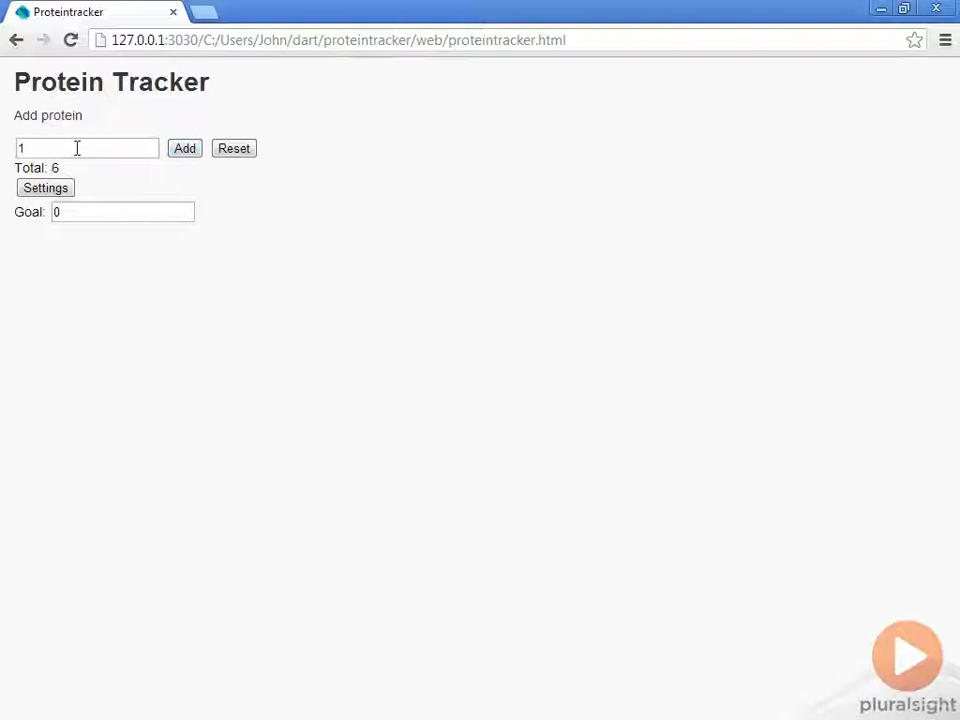 Proteintracker
127.0.0.1:3030/C:/Users/John/dart/proteintracker/web/proteintracker.html
Protein Tracker
Add protein
1 Add Reset
Total: 6
Settings
Goal: 0
pluralsight